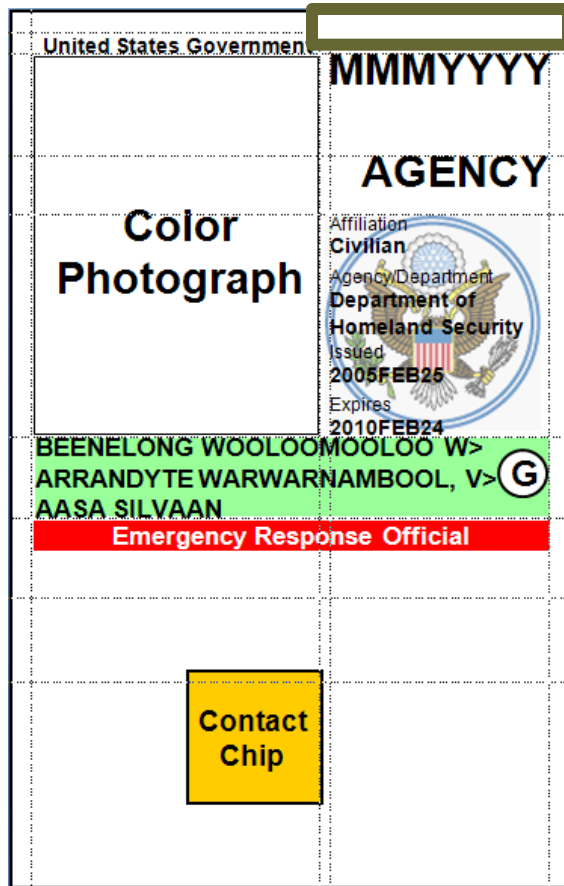 United States Government
MMMYYYY
AGENCY
Color
Photograph
Affiliation
Civilian
Agency/Department
Department of
Homeland Security
Issued
2005FEB25
Expires
2010FEB24
BEENELONG WOOLOOMOOLOO W>
ARRANDYTE WARWARNAMBOOL, V>
AASA SILVAAN
G
Emergency Response Official
Contact
Chip